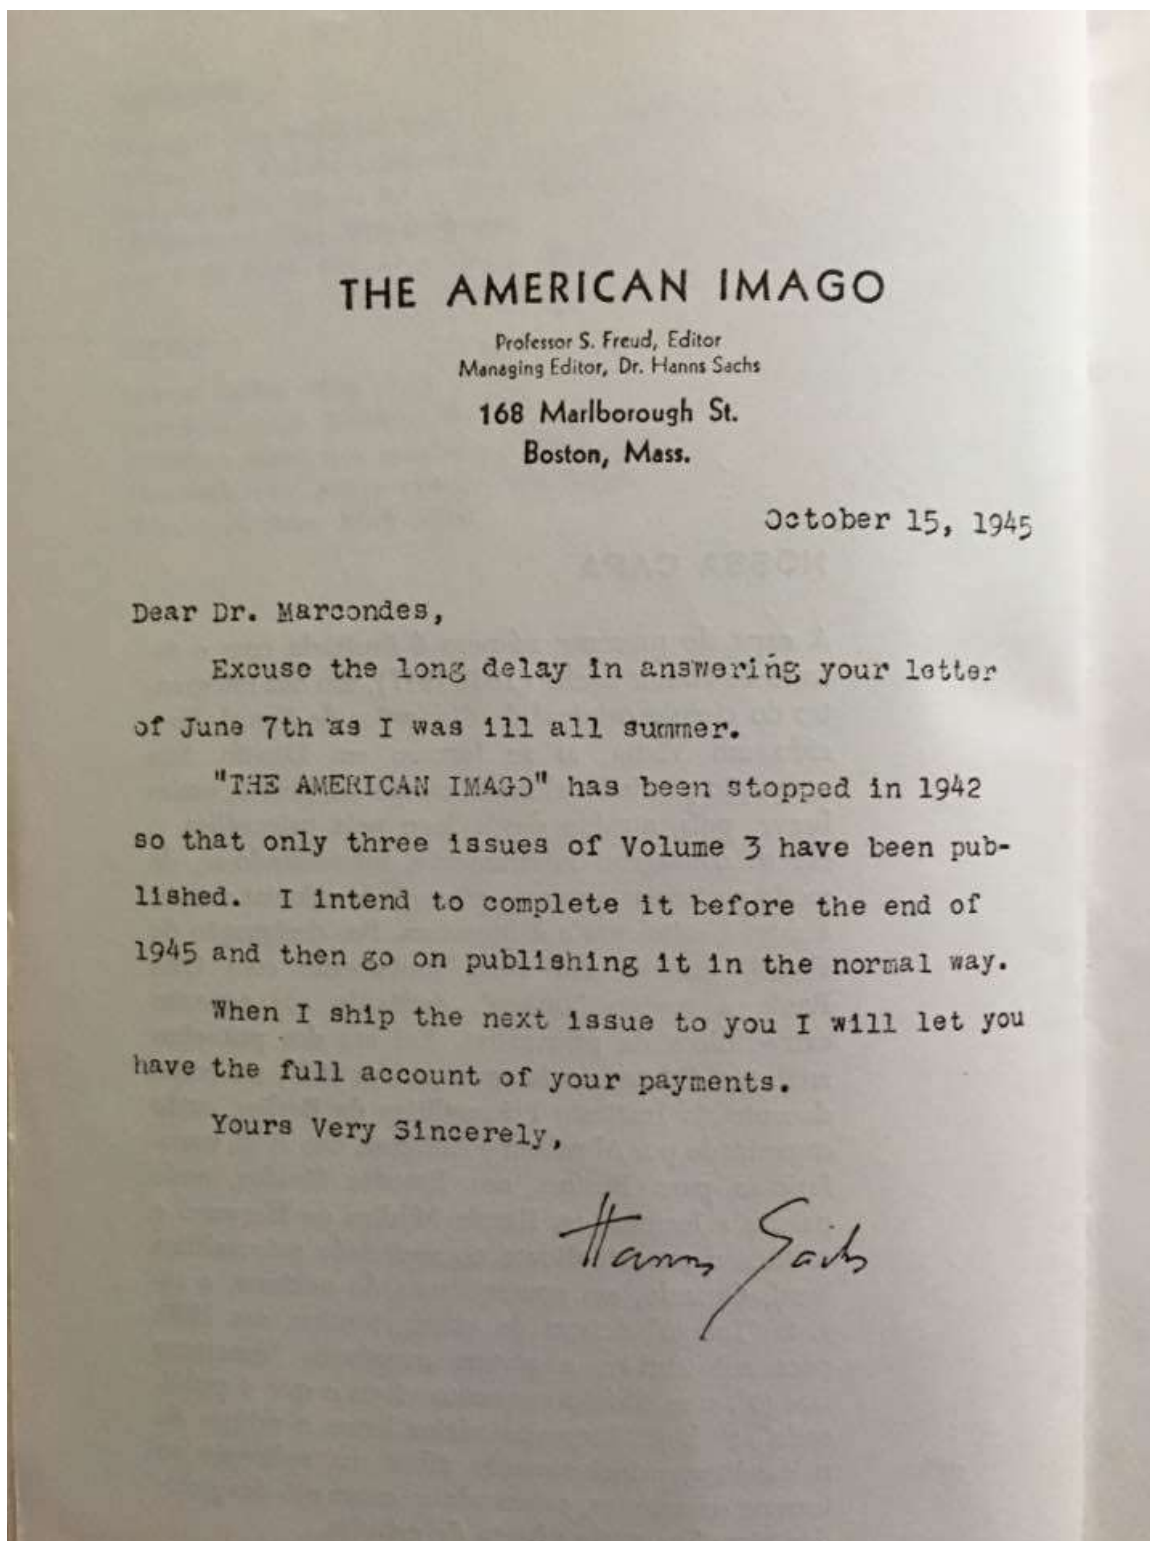 THE AMERICAN IMAGO
Professor S. Freud, Editor
Managing Editor, Dr. Hanns Sachs
168 Marlborough St.
Boston, Mass.
October 15, 1945
Dear Dr. Marcondes,
Excuse the long delay in answering your letter
of June 7th as I was ill all summer.
"THE AMERICAN IMAGO" has been stopped in 1942
so that only three issues of Volume 3 have been pub-
lished. I intend to complete it before the end of
1945 and then go on publishing it in the normal way.
When I ship the next issue to you I will let you
have the full account of your payments.
Yours Very Sincerely,
Hanns Sachs
NOSSA CAPA